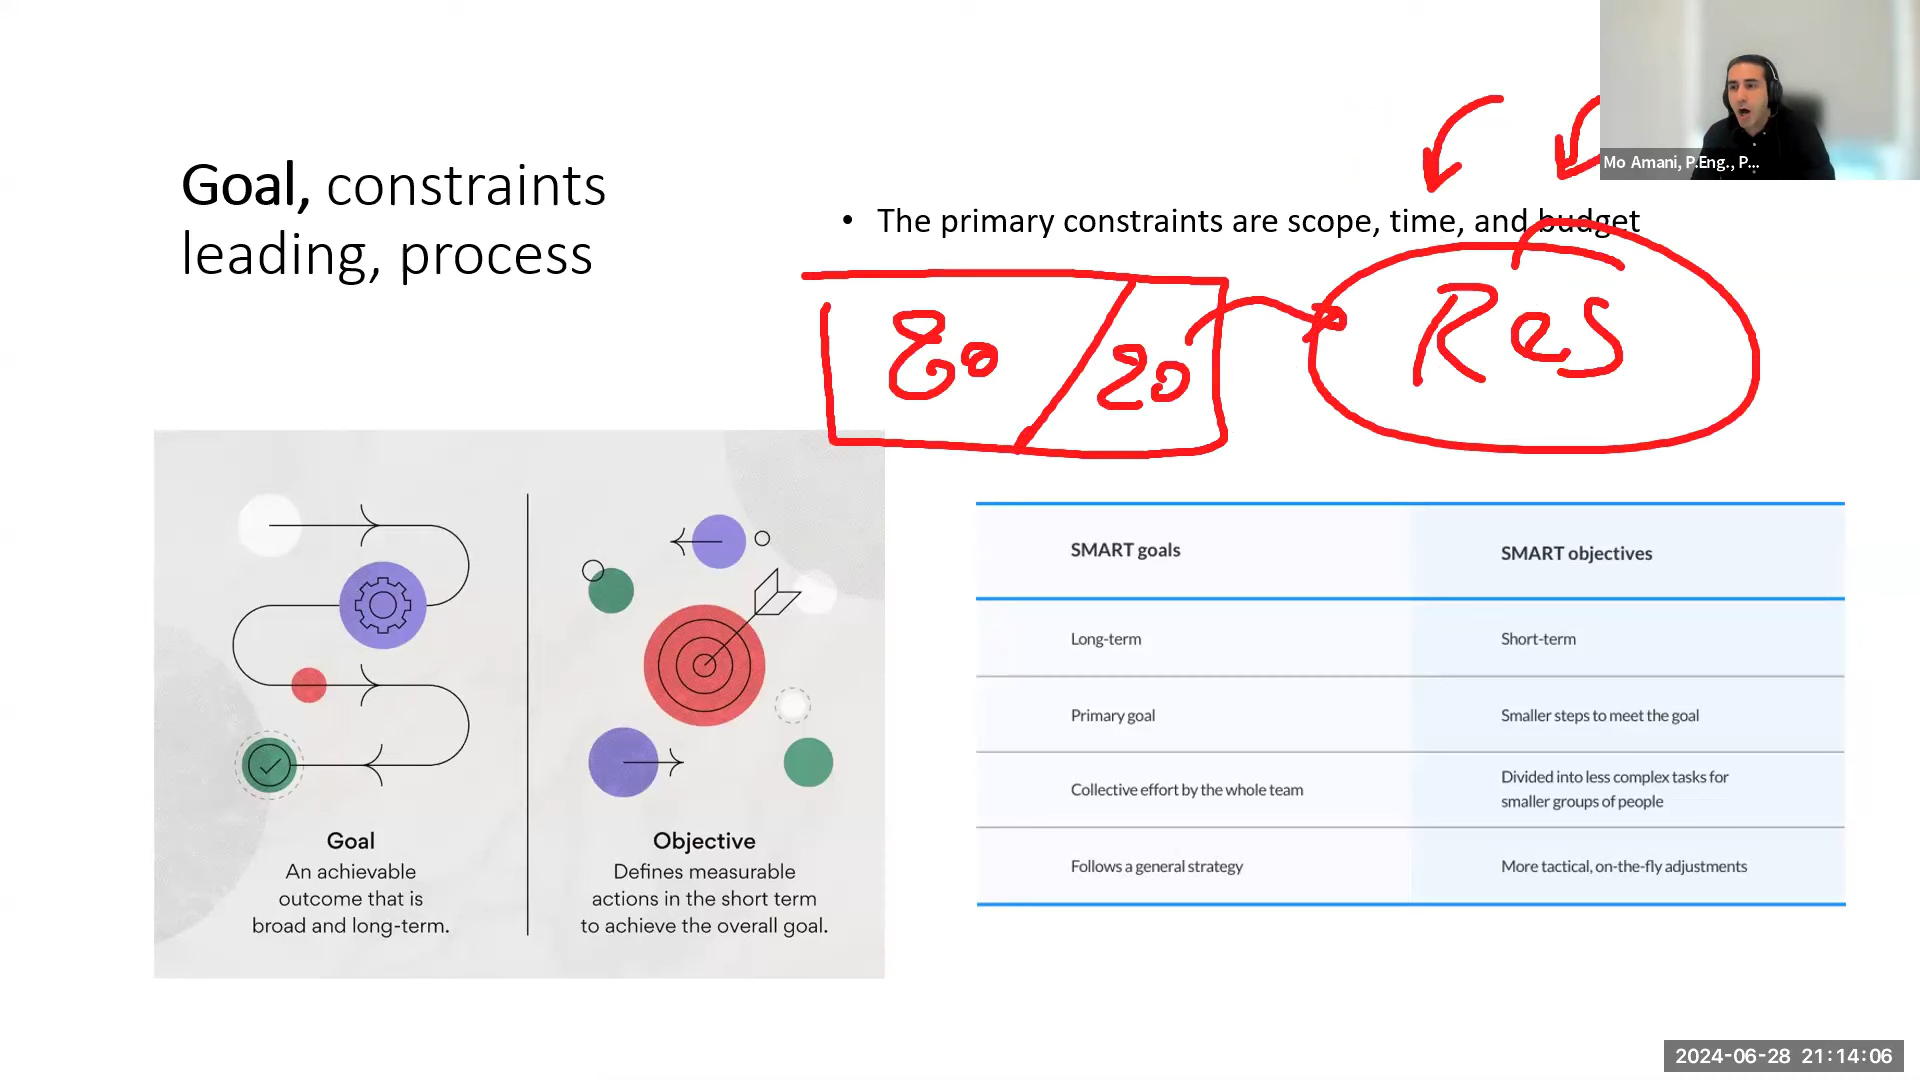 Goal, constraints
leading, process
Mo Amani, P.Eng., P...
• The primary constraints are scope, time, and budget
80
20
Res
Goal
An achievable
outcome that is
broad and long-term.
Objective
Defines measurable
actions in the short term
to achieve the overall goal.
SMART goals
SMART objectives
Long-term
Short-term
Primary goal
Smaller steps to meet the goal
Collective effort by the whole team
Divided into less complex tasks for
smaller groups of people
Follows a general strategy
More tactical, on-the-fly adjustments
2024-06-28 21:14:06